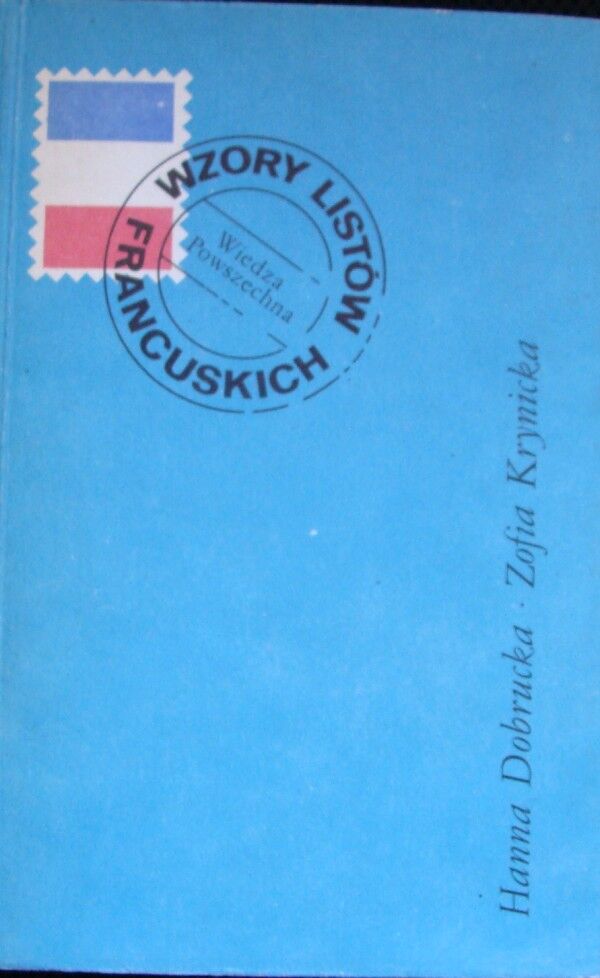 WZORY LISTÓW
FRANCUSKICH
Wiedza
Powszechna
Hanna Dobrucka · Zofia Krynicka